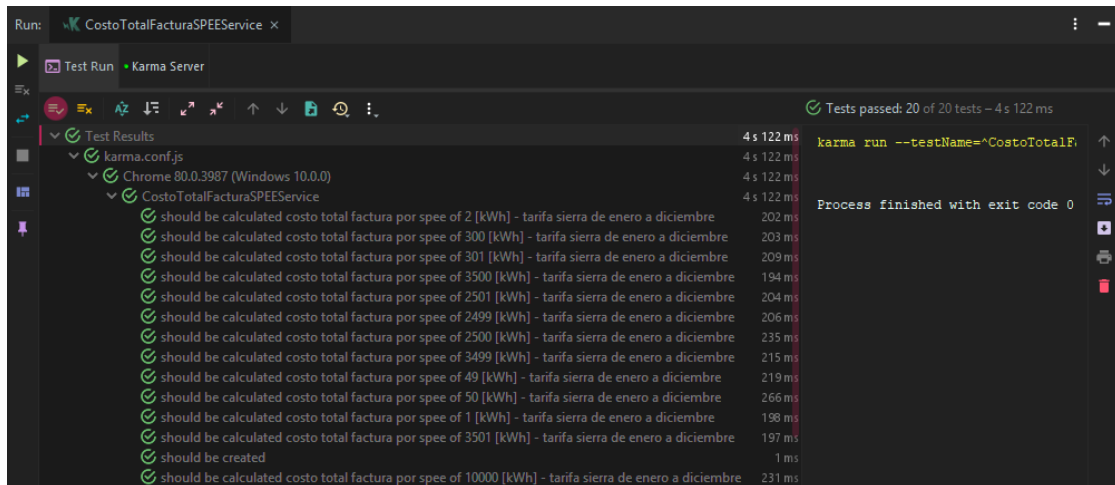 Run: CostoTotalFacturaSPEEService ×
Test Run Karma Server
Tests passed: 20 of 20 tests – 4 s 122 ms
Test Results 4 s 122 ms
karma.conf.js 4 s 122 ms
Chrome 80.0.3987 (Windows 10.0.0) 4 s 122 ms
CostoTotalFacturaSPEEService 4 s 122 ms
should be calculated costo total factura por spee of 2 [kWh] - tarifa sierra de enero a diciembre 202 ms
should be calculated costo total factura por spee of 300 [kWh] - tarifa sierra de enero a diciembre 203 ms
should be calculated costo total factura por spee of 301 [kWh] - tarifa sierra de enero a diciembre 209 ms
should be calculated costo total factura por spee of 3500 [kWh] - tarifa sierra de enero a diciembre 194 ms
should be calculated costo total factura por spee of 2501 [kWh] - tarifa sierra de enero a diciembre 204 ms
should be calculated costo total factura por spee of 2499 [kWh] - tarifa sierra de enero a diciembre 206 ms
should be calculated costo total factura por spee of 2500 [kWh] - tarifa sierra de enero a diciembre 235 ms
should be calculated costo total factura por spee of 3499 [kWh] - tarifa sierra de enero a diciembre 215 ms
should be calculated costo total factura por spee of 49 [kWh] - tarifa sierra de enero a diciembre 219 ms
should be calculated costo total factura por spee of 50 [kWh] - tarifa sierra de enero a diciembre 266 ms
should be calculated costo total factura por spee of 1 [kWh] - tarifa sierra de enero a diciembre 198 ms
should be calculated costo total factura por spee of 3501 [kWh] - tarifa sierra de enero a diciembre 197 ms
should be created 1 ms
should be calculated costo total factura por spee of 10000 [kWh] - tarifa sierra de enero a diciembre 231 ms
karma run --testName=^CostoTotalF
Process finished with exit code 0